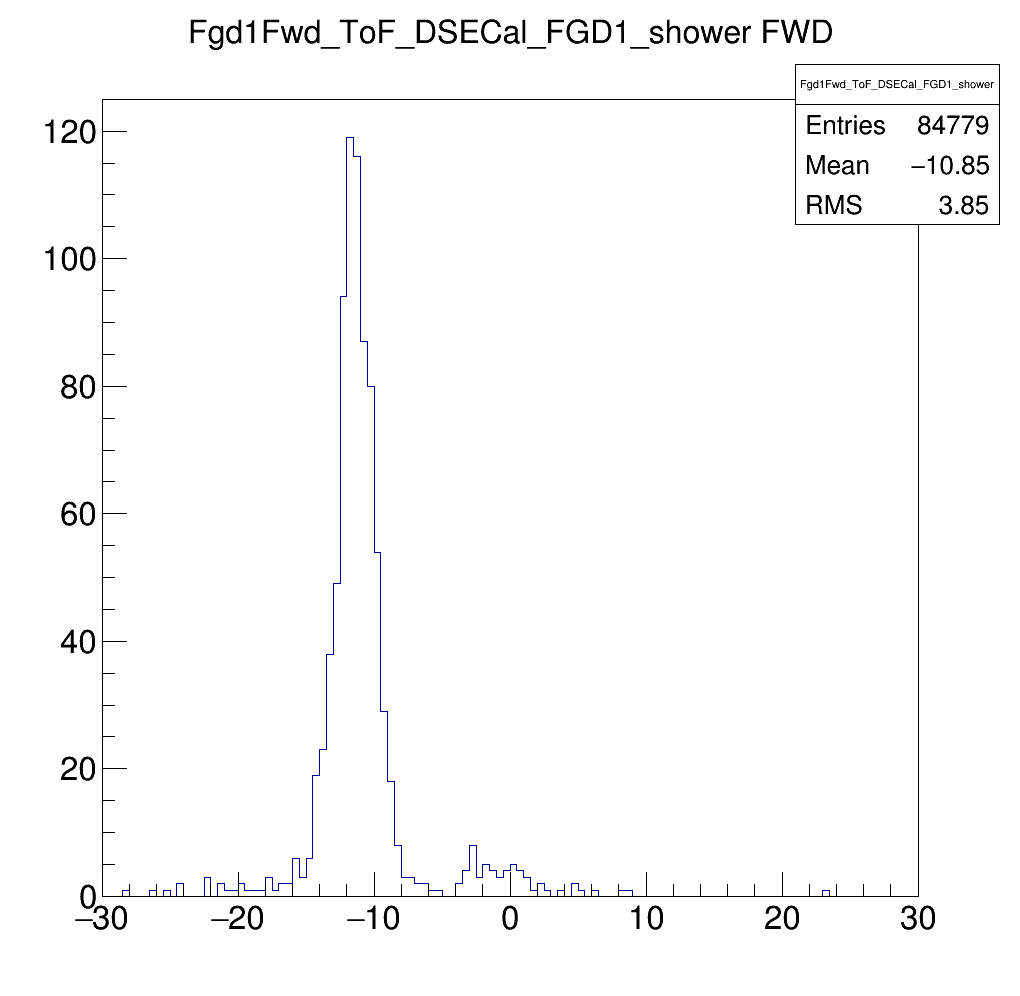 Fgd1Fwd_ToF_DSECal_FGD1_shower FWD
Fgd1Fwd_ToF_DSECal_FGD1_shower
Entries 84779
Mean −10.85
RMS 3.85
120
100
80
60
40
20
0
−30 −20 −10 0 10 20 30